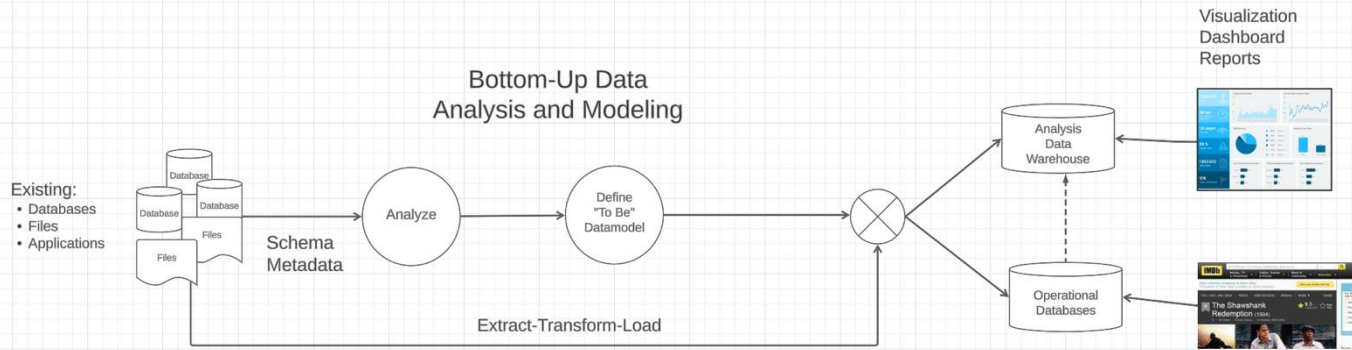 Visualization
Dashboard
Reports
Bottom-Up Data
Analysis and Modeling
Existing:
• Databases
• Files
• Applications
Database
Database
Database
Files
Files
Schema
Metadata
Analyze
Define
"To Be"
Datamodel
Analysis
Data
Warehouse
Operational
Databases
Extract-Transform-Load
IMDb
The Shawshank
Redemption (1994)